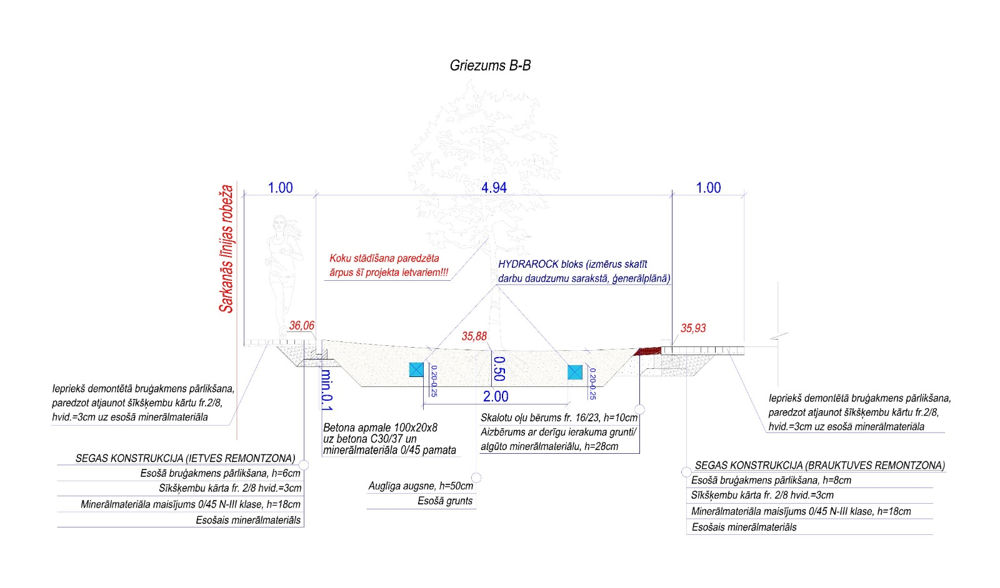 Griezums B-B
1.00
4.94
1.00
Sarkanās līnijas robeža
Koku stādīšana paredzēta
ārpus šī projekta ietvariem!!!
HYDRAROCK bloks (izmērus skatīt
darbu daudzumu sarakstā, ģenerālplānā)
36,06
35,88
35,93
0.50
0.20-0.25
0.20-0.25
min.0.1
2.00
Iepriekš demontētā bruģakmens pārlikšana,
paredzot atjaunot šīkšķembu kārtu fr.2/8,
hvid.=3cm uz esošā minerālmateriāla
Iepriekš demontētā bruģakmens pārlikšana,
paredzot atjaunot šīkšķembu kārtu fr.2/8,
hvid.=3cm uz esošā minerālmateriāla
Betona apmale 100x20x8
uz betona C30/37 un
minerālmateriāla 0/45 pamata
Skalotu oļu bērums fr. 16/23, h=10cm
Aizbērums ar derīgu ierakuma grunti/
atgūto minerālmateriālu, h=28cm
SEGAS KONSTRUKCIJA (IETVES REMONTZONA)
Esošā bruģakmens pārlikšana, h=6cm
Sīkšķembu kārta fr. 2/8 hvid.=3cm
Minerālmateriāla maisījums 0/45 N-III klase, h=18cm
Esošais minerālmateriāls
Auglīga augsne, h=50cm
Esošā grunts
SEGAS KONSTRUKCIJA (BRAUKTUVES REMONTZONA)
Esošā bruģakmens pārlikšana, h=8cm
Sīkšķembu kārta fr. 2/8 hvid.=3cm
Minerālmateriāla maisījums 0/45 N-III klase, h=18cm
Esošais minerālmateriāls